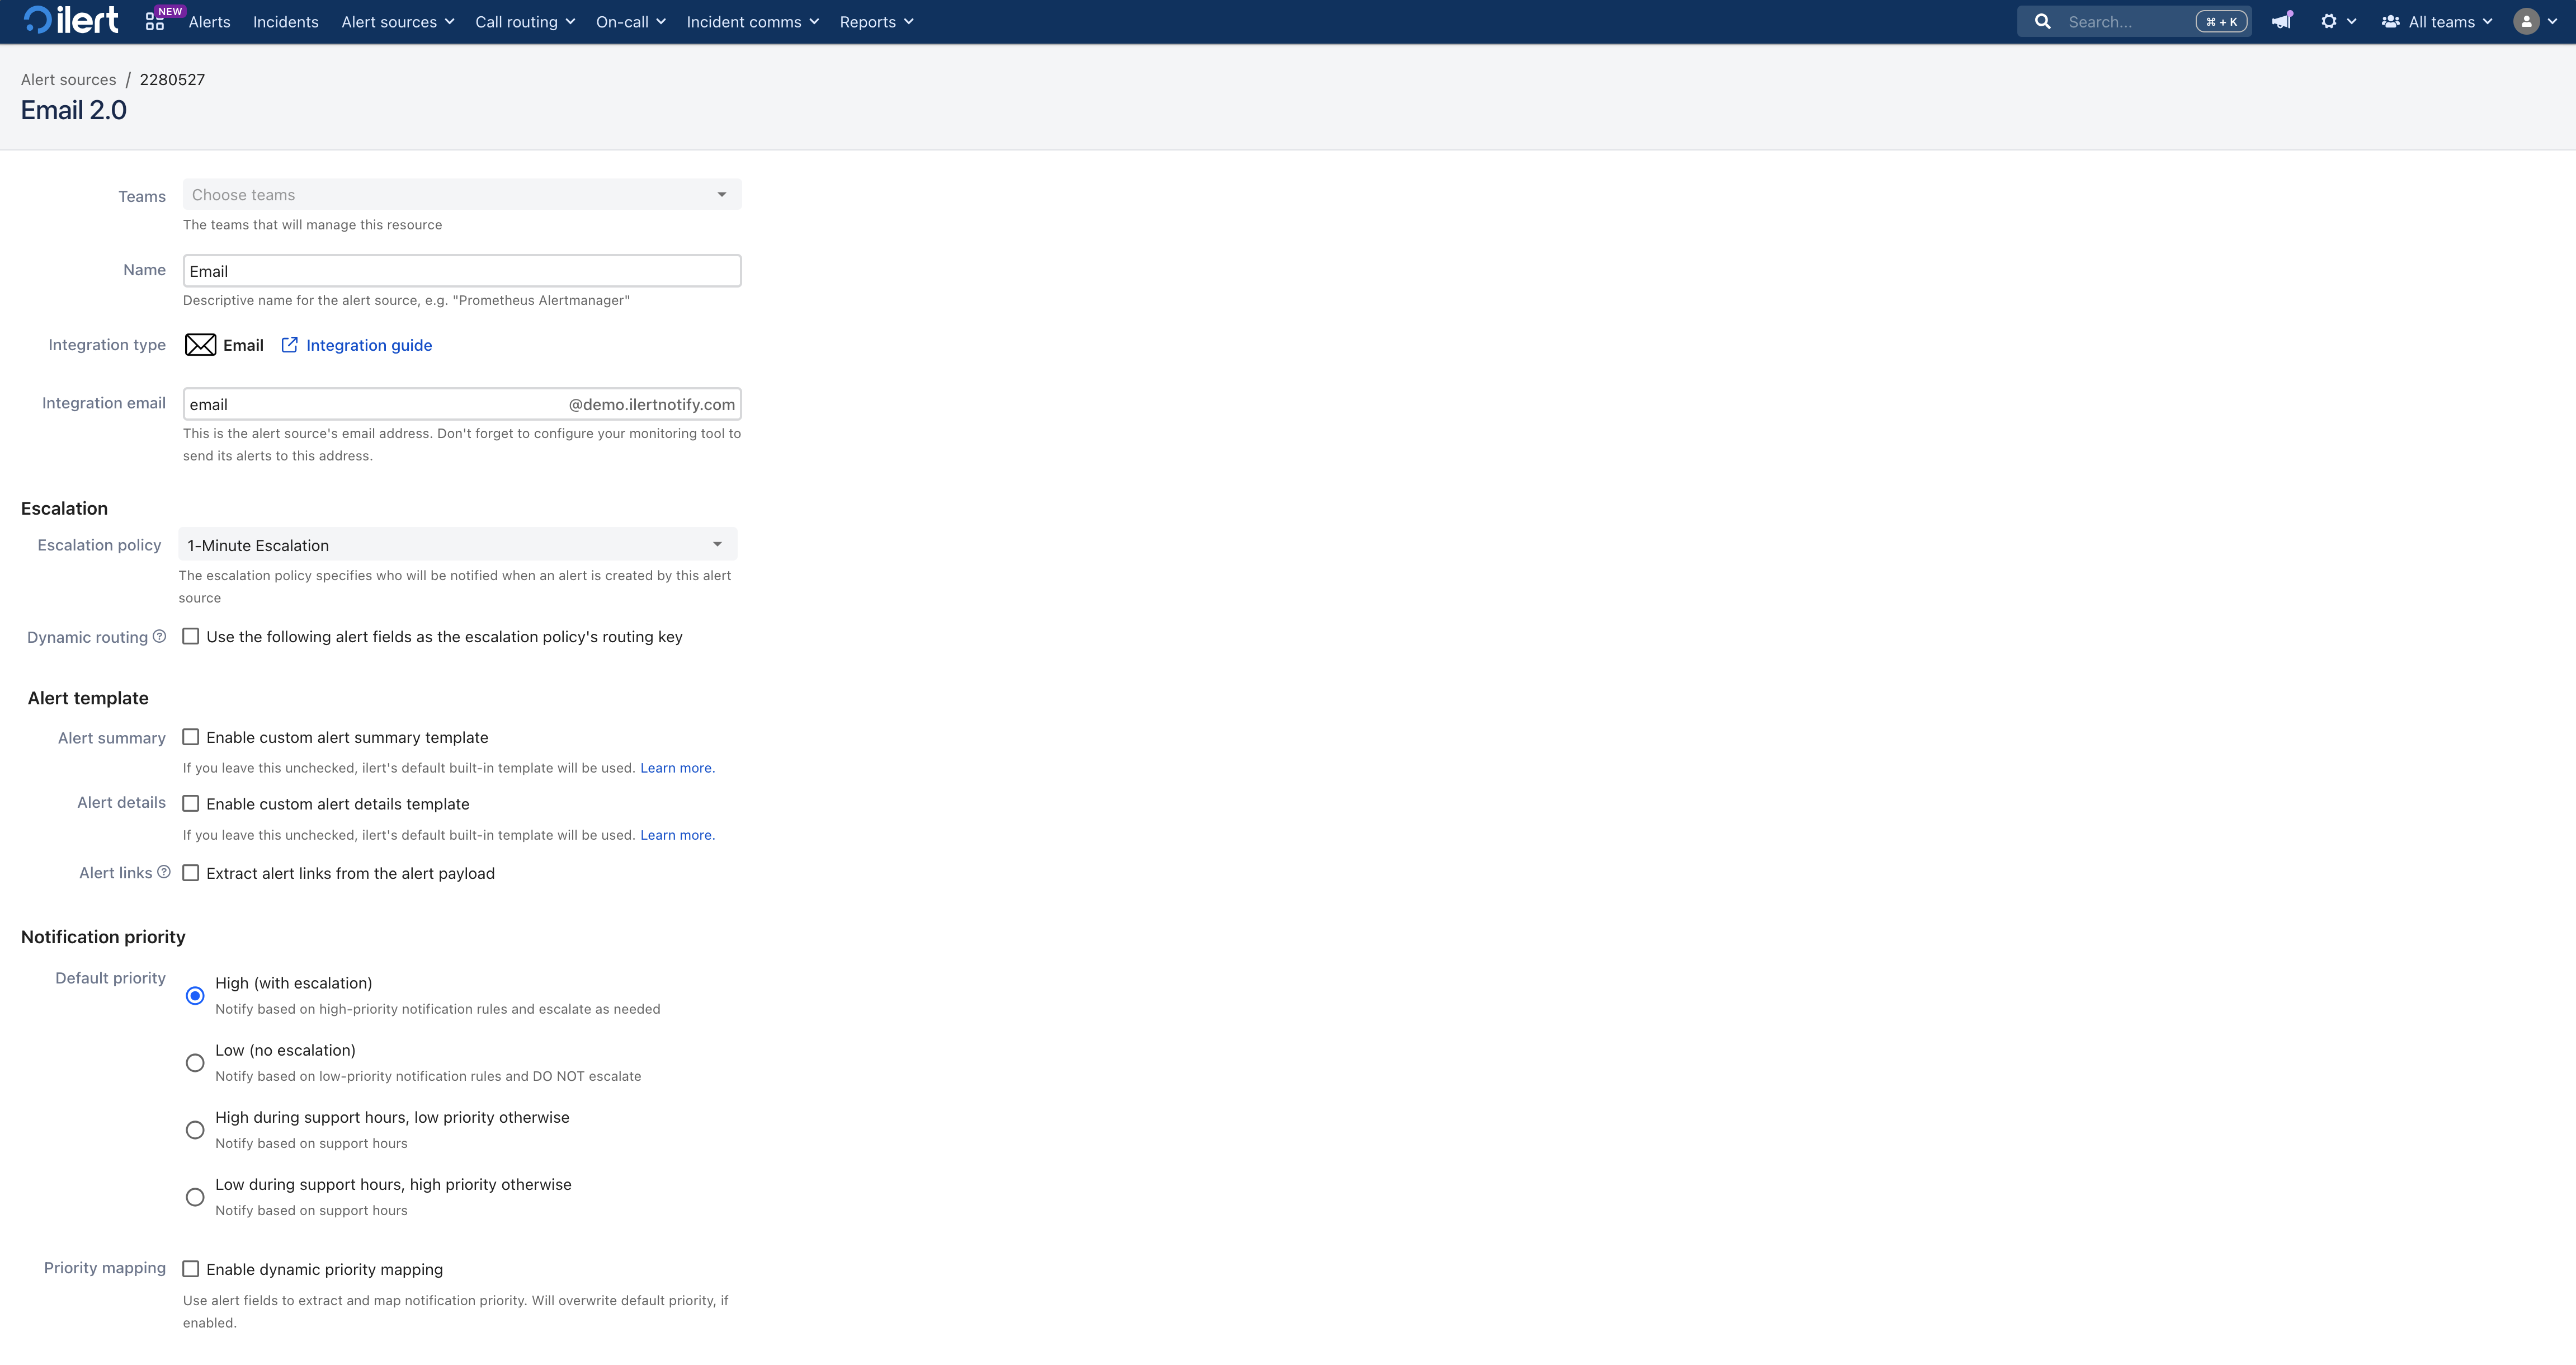 ilert NEW Alerts Incidents Alert sources Call routing On-call Incident comms Reports Search... ⌘ + K All teams
Alert sources / 2280527
Email 2.0
Teams Choose teams
The teams that will manage this resource
Name Email
Descriptive name for the alert source, e.g. "Prometheus Alertmanager"
Integration type Email Integration guide
Integration email email @demo.ilertnotify.com
This is the alert source's email address. Don't forget to configure your monitoring tool to
send its alerts to this address.
Escalation
Escalation policy 1-Minute Escalation
The escalation policy specifies who will be notified when an alert is created by this alert
source
Dynamic routing ? Use the following alert fields as the escalation policy's routing key
Alert template
Alert summary Enable custom alert summary template
If you leave this unchecked, ilert's default built-in template will be used. Learn more.
Alert details Enable custom alert details template
If you leave this unchecked, ilert's default built-in template will be used. Learn more.
Alert links ? Extract alert links from the alert payload
Notification priority
Default priority High (with escalation)
Notify based on high-priority notification rules and escalate as needed
Low (no escalation)
Notify based on low-priority notification rules and DO NOT escalate
High during support hours, low priority otherwise
Notify based on support hours
Low during support hours, high priority otherwise
Notify based on support hours
Priority mapping Enable dynamic priority mapping
Use alert fields to extract and map notification priority. Will overwrite default priority, if
enabled.